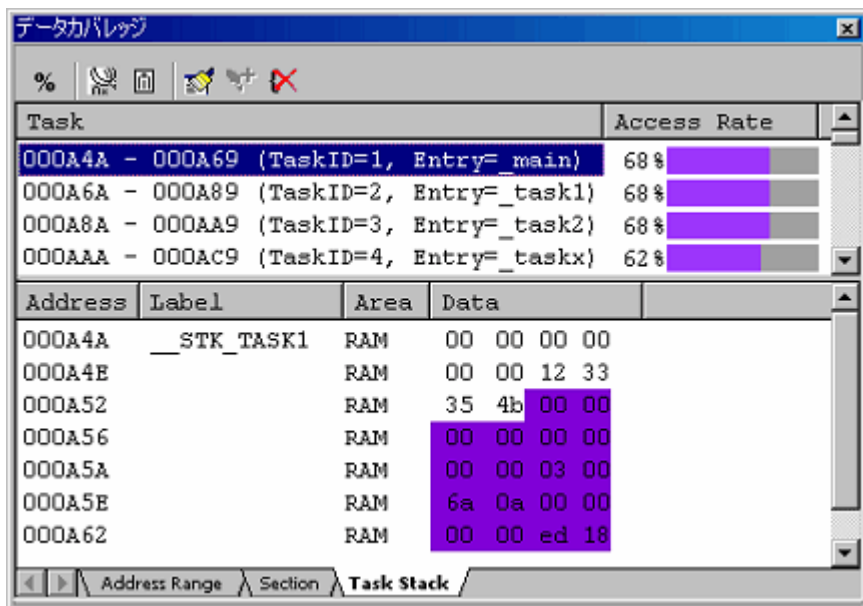 データカバレッジ
%
Task Access Rate
000A4A - 000A69 (TaskID=1, Entry=_main) 68%
000A6A - 000A89 (TaskID=2, Entry=_task1) 68%
000A8A - 000AA9 (TaskID=3, Entry=_task2) 68%
000AAA - 000AC9 (TaskID=4, Entry=_taskx) 62%
Address Label Area Data
000A4A __STK_TASK1 RAM 00 00 00 00
000A4E RAM 00 00 12 33
000A52 RAM 35 4b 00 00
000A56 RAM 00 00 00 00
000A5A RAM 00 00 03 00
000A5E RAM 6a 0a 00 00
000A62 RAM 00 00 ed 18
Address Range Section Task Stack